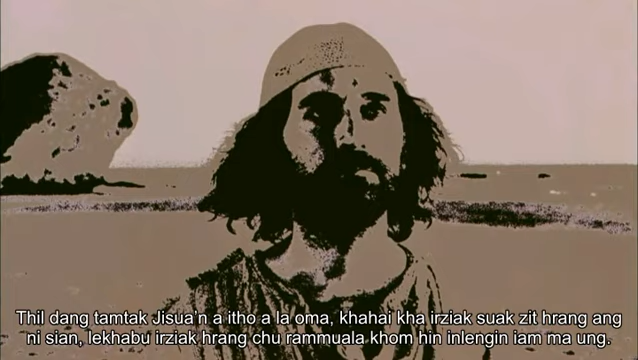 Thil dang tamtak Jisua'n a itho a la oma, khahai kha irziak suak zit hrang ang
ni sian, lekhabu irziak hrang chu rammuala khom hin inlengin iam ma ung.